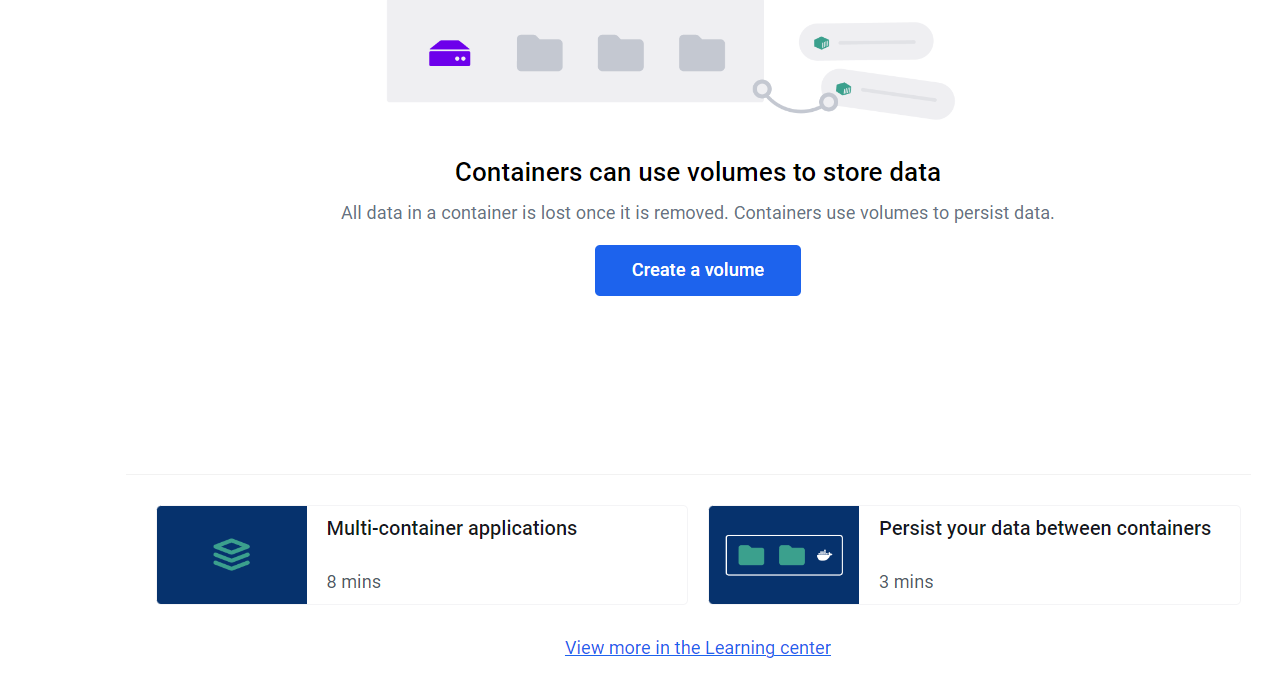 Containers can use volumes to store data
All data in a container is lost once it is removed. Containers use volumes to persist data.
Create a volume
Multi-container applications
8 mins
Persist your data between containers
3 mins
View more in the Learning center